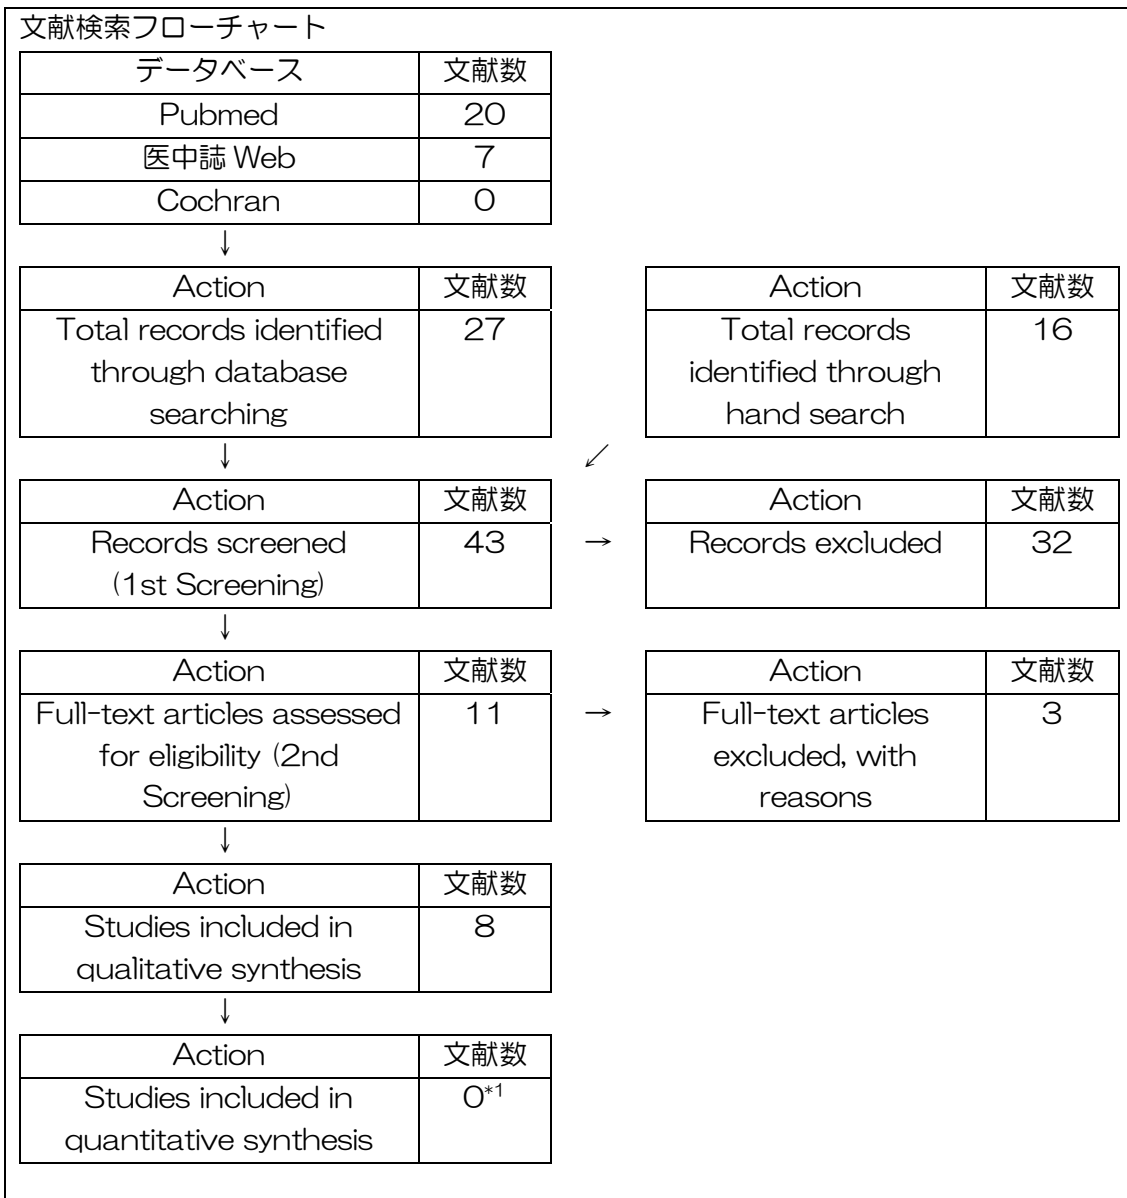 文献検索フローチャート
データベース 文献数
Pubmed 20
医中誌 Web 7
Cochran 0
↓
Action 文献数
Total records identified 27
through database
searching
Action 文献数
Total records 16
identified through
hand search
↓ ↙
Action 文献数
Records screened 43
(1st Screening)
→
Action 文献数
Records excluded 32
↓
Action 文献数
Full-text articles assessed 11
for eligibility (2nd
Screening)
→
Action 文献数
Full-text articles 3
excluded, with
reasons
↓
Action 文献数
Studies included in 8
qualitative synthesis
↓
Action 文献数
Studies included in 0*1
quantitative synthesis